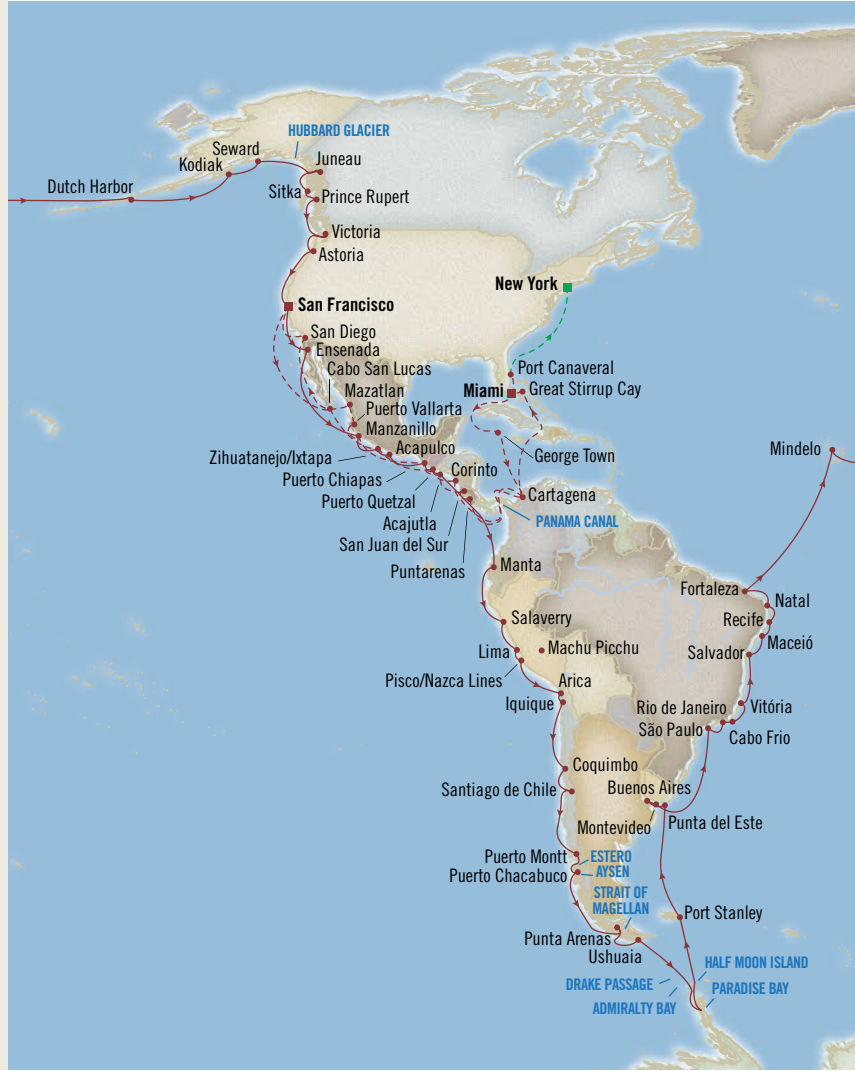 HUBBARD GLACIER
Seward
Juneau
Kodiak
Dutch Harbor
Sitka
Prince Rupert
Victoria
Astoria
New York
San Francisco
San Diego
Ensenada
Cabo San Lucas
Port Canaveral
Miami
Great Stirrup Cay
Mazatlan
Puerto Vallarta
Manzanillo
Acapulco
Zihuatanejo/Ixtapa
George Town
Mindelo
Puerto Chiapas
Corinto
Puerto Quetzal
Cartagena
Acajutla
PANAMA CANAL
San Juan del Sur
Puntarenas
Manta
Fortaleza
Natal
Salaverry
Recife
Maceió
Lima
Machu Picchu
Salvador
Pisco/Nazca Lines
Arica
Iquique
Rio de Janeiro
Vitória
São Paulo
Cabo Frio
Coquimbo
Santiago de Chile
Buenos Aires
Montevideo
Punta del Este
Puerto Montt
ESTERO
AYSEN
Puerto Chacabuco
STRAIT OF
MAGELLAN
Port Stanley
Punta Arenas
Ushuaia
HALF MOON ISLAND
DRAKE PASSAGE
PARADISE BAY
ADMIRALTY BAY